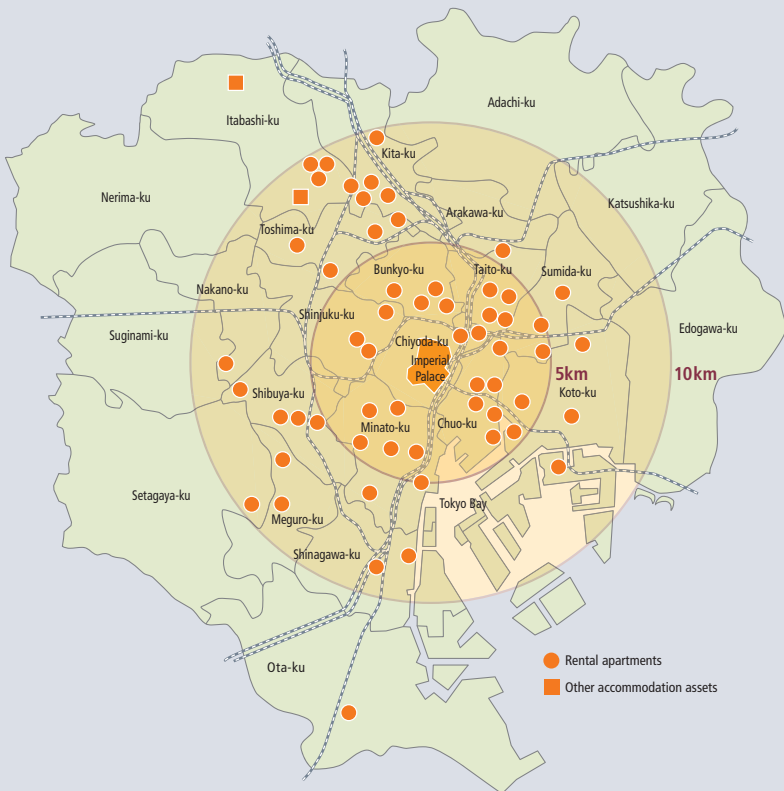 Adachi-ku
Itabashi-ku
Kita-ku
Nerima-ku
Katsushika-ku
Arakawa-ku
Toshima-ku
Bunkyo-ku
Taito-ku
Sumida-ku
Nakano-ku
Shinjuku-ku
Edogawa-ku
Suginami-ku
Chiyoda-ku
Imperial
Palace
5km
10km
Shibuya-ku
Koto-ku
Minato-ku
Chuo-ku
Setagaya-ku
Tokyo Bay
Meguro-ku
Shinagawa-ku
Ota-ku
Rental apartments
Other accommodation assets